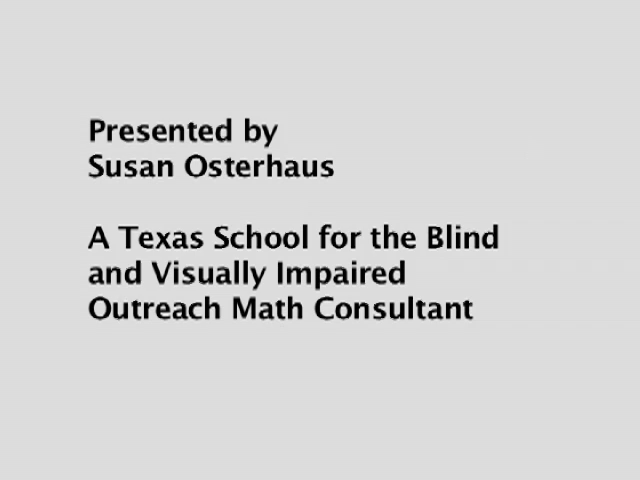 Presented by
Susan Osterhaus
A Texas School for the Blind
and Visually Impaired
Outreach Math Consultant